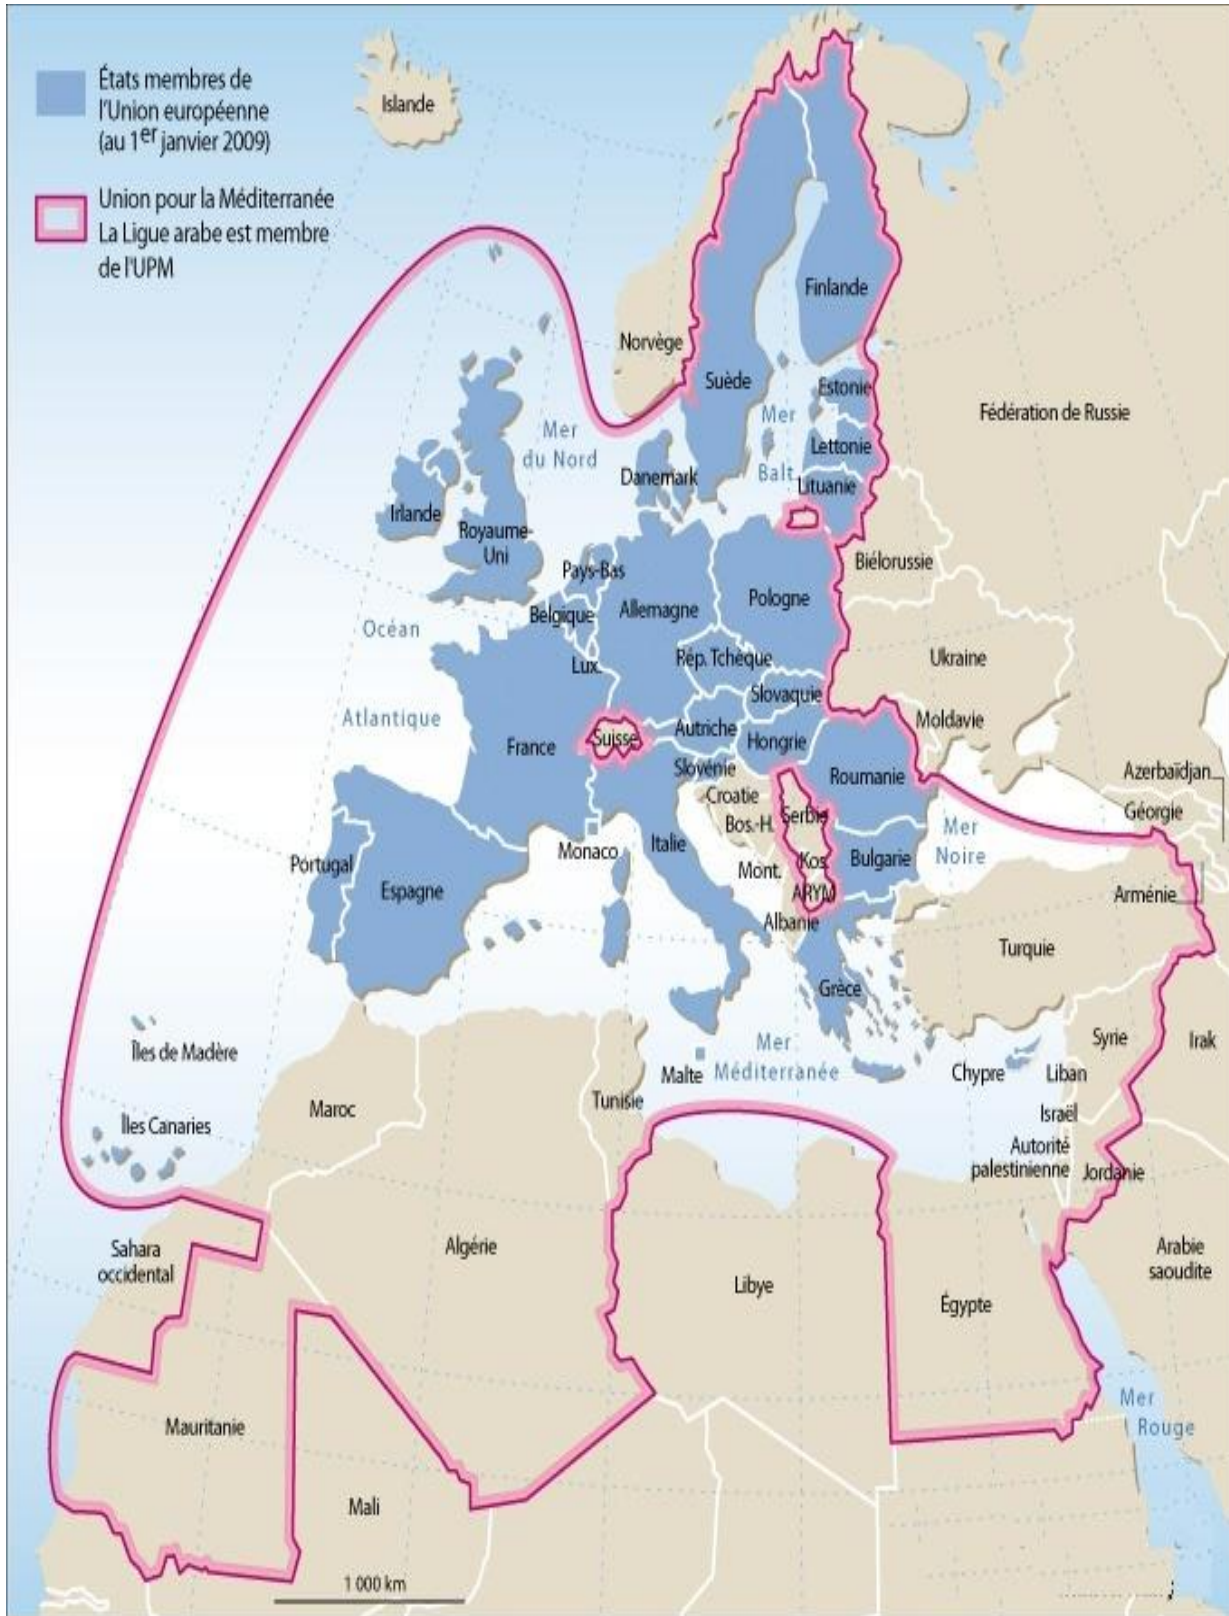 États membres de
l'Union européenne
(au 1er janvier 2009)
Union pour la Méditerranée
La Ligue arabe est membre
de l'UPM
Islande
Norvège
Finlande
Suède
Estonie
Fédération de Russie
Mer
Balt.
Lettonie
Mer
du Nord
Danemark
Lituanie
Irlande
Royaume-
Uni
Biélorussie
Pays-Bas
Belgique
Allemagne
Pologne
Océan
Atlantique
Lux.
Rép. Tchèque
Ukraine
Slovaquie
France
Suisse
Autriche
Hongrie
Moldavie
Slovénie
Roumanie
Azerbaïdjan
Croatie
Géorgie
Bos.-H.
Serbie
Mer
Noire
Monaco
Italie
Portugal
Espagne
Mont.
Kos.
Bulgarie
ARYM
Arménie
Albanie
Turquie
Grèce
Îles de Madère
Mer
Méditerranée
Malte
Chypre
Syrie
Liban
Irak
Maroc
Tunisie
Israël
Îles Canaries
Autorité
palestinienne
Jordanie
Sahara
occidental
Algérie
Libye
Égypte
Arabie
saoudite
Mauritanie
Mer
Rouge
Mali
1 000 km